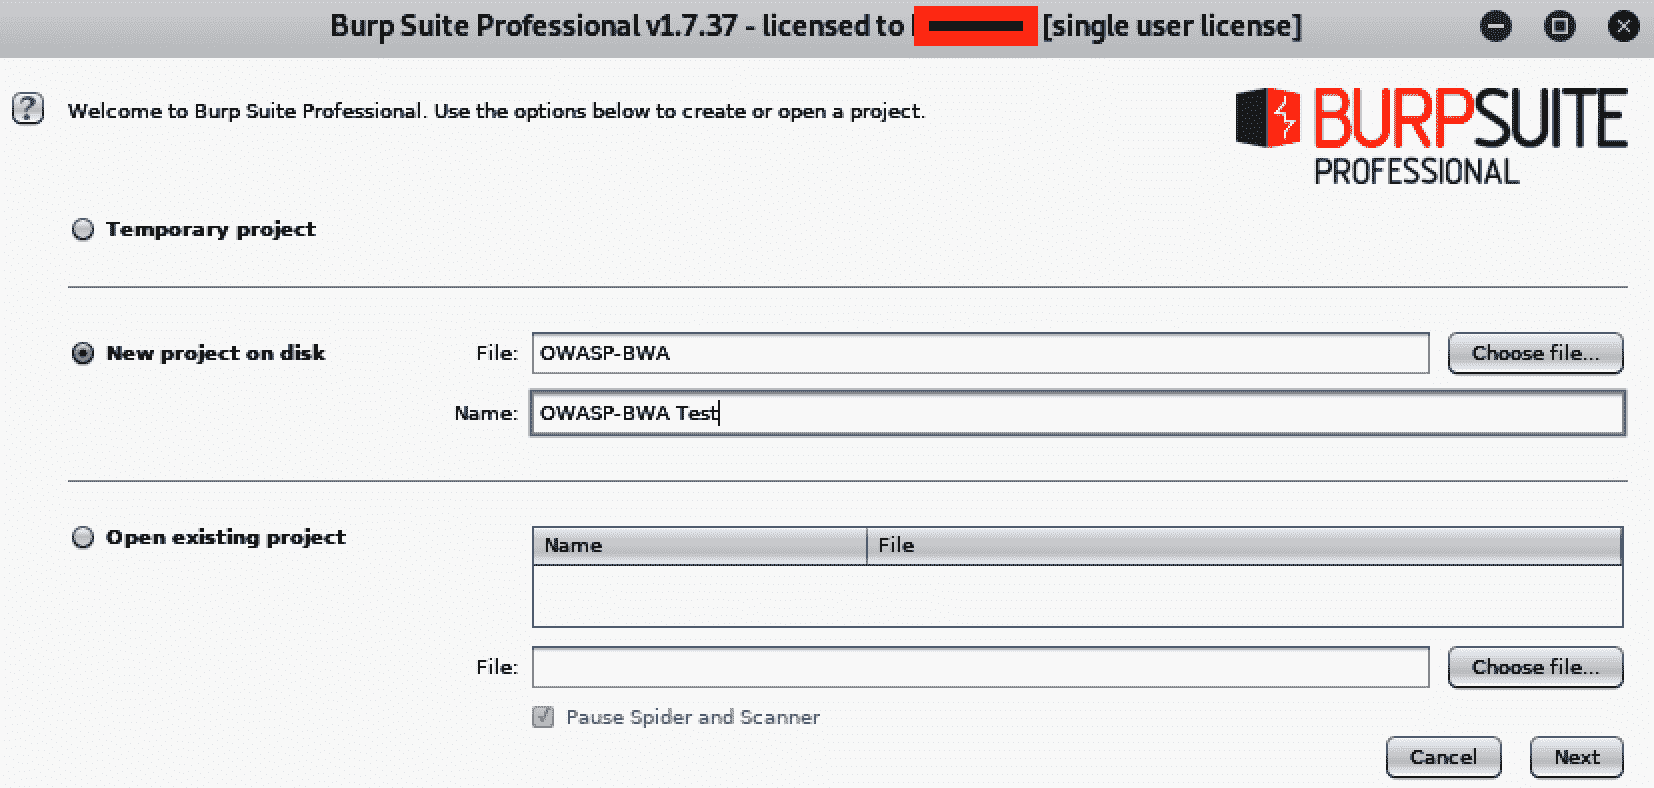 Burp Suite Professional v1.7.37 - licensed to [single user license]
? Welcome to Burp Suite Professional. Use the options below to create or open a project.
BURPSUITE
PROFESSIONAL
Temporary project
New project on disk File: OWASP-BWA Choose file...
Name: OWASP-BWA Test
Open existing project Name File
File: Choose file...
Pause Spider and Scanner
Cancel Next